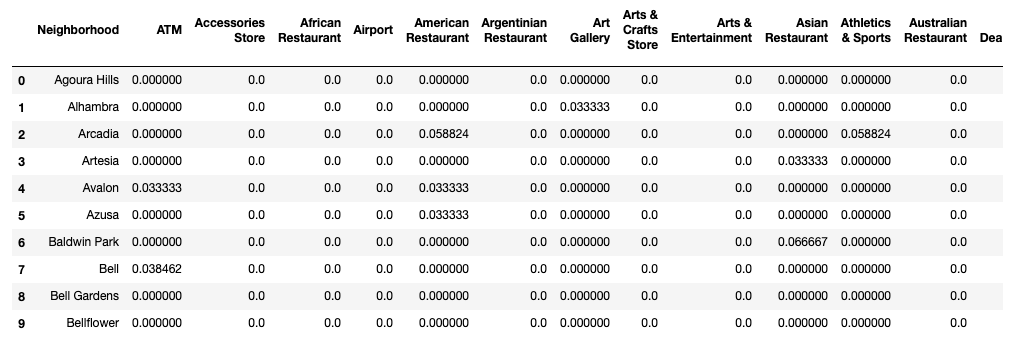 Neighborhood ATM Accessories Store African Restaurant Airport American Restaurant Argentinian Restaurant Art Gallery Arts & Crafts Store Arts & Entertainment Asian Restaurant Athletics & Sports Australian Restaurant Dea
0 Agoura Hills 0.000000 0.0 0.0 0.0 0.000000 0.0 0.000000 0.0 0.0 0.000000 0.000000 0.0
1 Alhambra 0.000000 0.0 0.0 0.0 0.000000 0.0 0.033333 0.0 0.0 0.000000 0.000000 0.0
2 Arcadia 0.000000 0.0 0.0 0.0 0.058824 0.0 0.000000 0.0 0.0 0.000000 0.058824 0.0
3 Artesia 0.000000 0.0 0.0 0.0 0.000000 0.0 0.000000 0.0 0.0 0.033333 0.000000 0.0
4 Avalon 0.033333 0.0 0.0 0.0 0.033333 0.0 0.000000 0.0 0.0 0.000000 0.000000 0.0
5 Azusa 0.000000 0.0 0.0 0.0 0.033333 0.0 0.000000 0.0 0.0 0.000000 0.000000 0.0
6 Baldwin Park 0.000000 0.0 0.0 0.0 0.000000 0.0 0.000000 0.0 0.0 0.066667 0.000000 0.0
7 Bell 0.038462 0.0 0.0 0.0 0.000000 0.0 0.000000 0.0 0.0 0.000000 0.000000 0.0
8 Bell Gardens 0.000000 0.0 0.0 0.0 0.000000 0.0 0.000000 0.0 0.0 0.000000 0.000000 0.0
9 Bellflower 0.000000 0.0 0.0 0.0 0.000000 0.0 0.000000 0.0 0.0 0.000000 0.000000 0.0